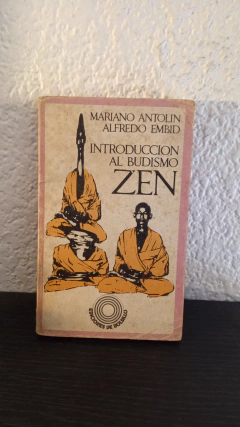 MARIANO ANTOLIN
ALFREDO EMBID
INTRODUCCION
AL BUDISMO
ZEN
EDICIONES DE BOLSILLO